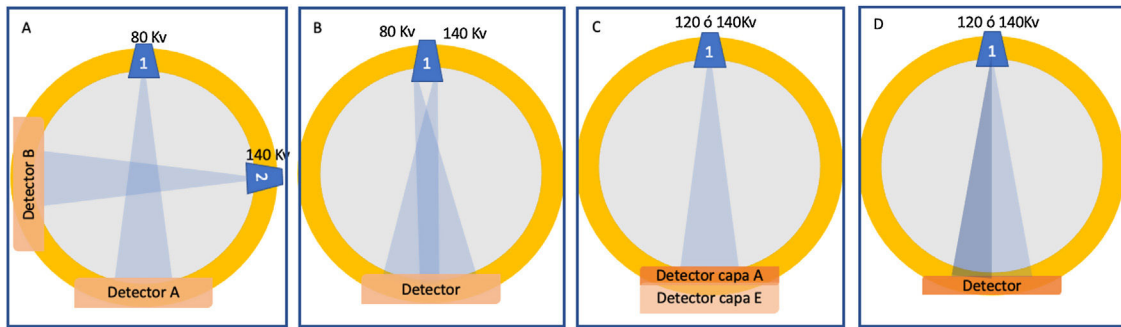 A
80 Kv
1
140 Kv
2
Detector B
Detector A
B
80 Kv
140 Kv
1
Detector
C
120 ó 140Kv
1
Detector capa A
Detector capa E
D
120 ó 140Kv
1
Detector